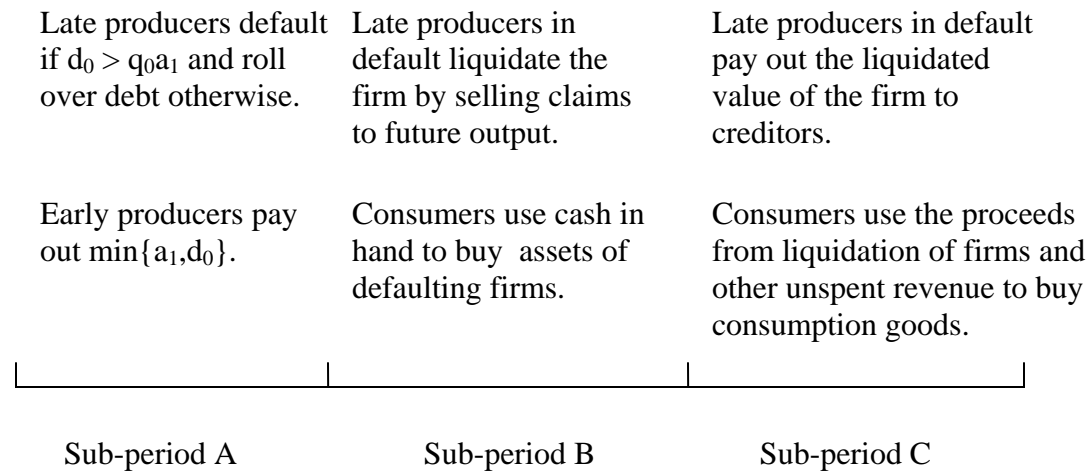 Late producers default
if d₀ > q₀a₁ and roll
over debt otherwise.
Early producers pay
out min{a₁,d₀}.
Late producers in
default liquidate the
firm by selling claims
to future output.
Consumers use cash in
hand to buy assets of
defaulting firms.
Late producers in default
pay out the liquidated
value of the firm to
creditors.
Consumers use the proceeds
from liquidation of firms and
other unspent revenue to buy
consumption goods.
Sub-period A
Sub-period B
Sub-period C